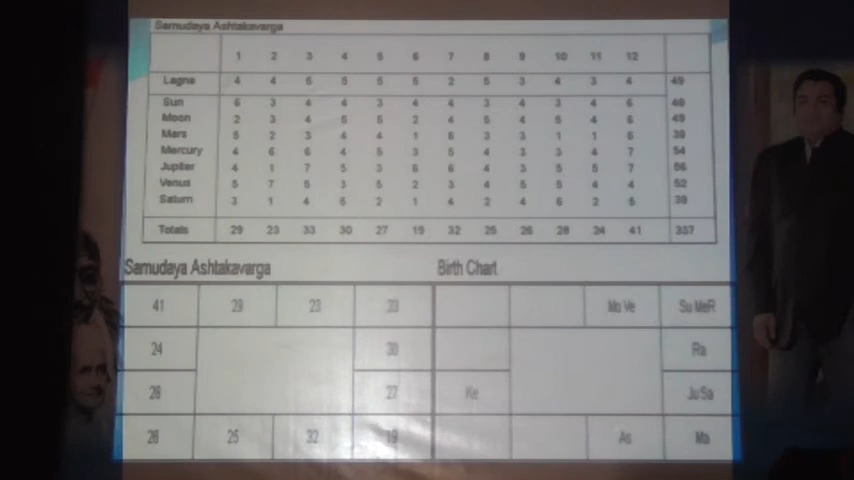 Samudaya Ashtakavarga
1 2 3 4 5 6 7 8 9 10 11 12
Lagna 4 4 5 5 5 5 2 5 3 4 3 4 49
Sun 6 3 4 4 3 4 4 3 4 3 4 6 48
Moon 2 3 4 5 5 2 4 5 4 5 4 6 49
Mars 5 2 3 4 4 1 6 3 3 1 1 6 39
Mercury 4 6 6 4 5 3 5 4 3 3 4 7 54
Jupiter 4 1 7 5 3 6 6 4 3 5 5 7 56
Venus 5 7 5 3 5 2 3 4 5 5 4 4 52
Saturn 3 1 4 5 2 1 4 2 4 6 2 5 39
Totals 29 23 33 30 27 19 32 25 26 28 24 41 337
Samudaya Ashtakavarga Birth Chart
41 29 23 33 Mo Ve Su MeR
24 30 Ra
28 27 Ke Ju Sa
26 25 32 19 As Ma